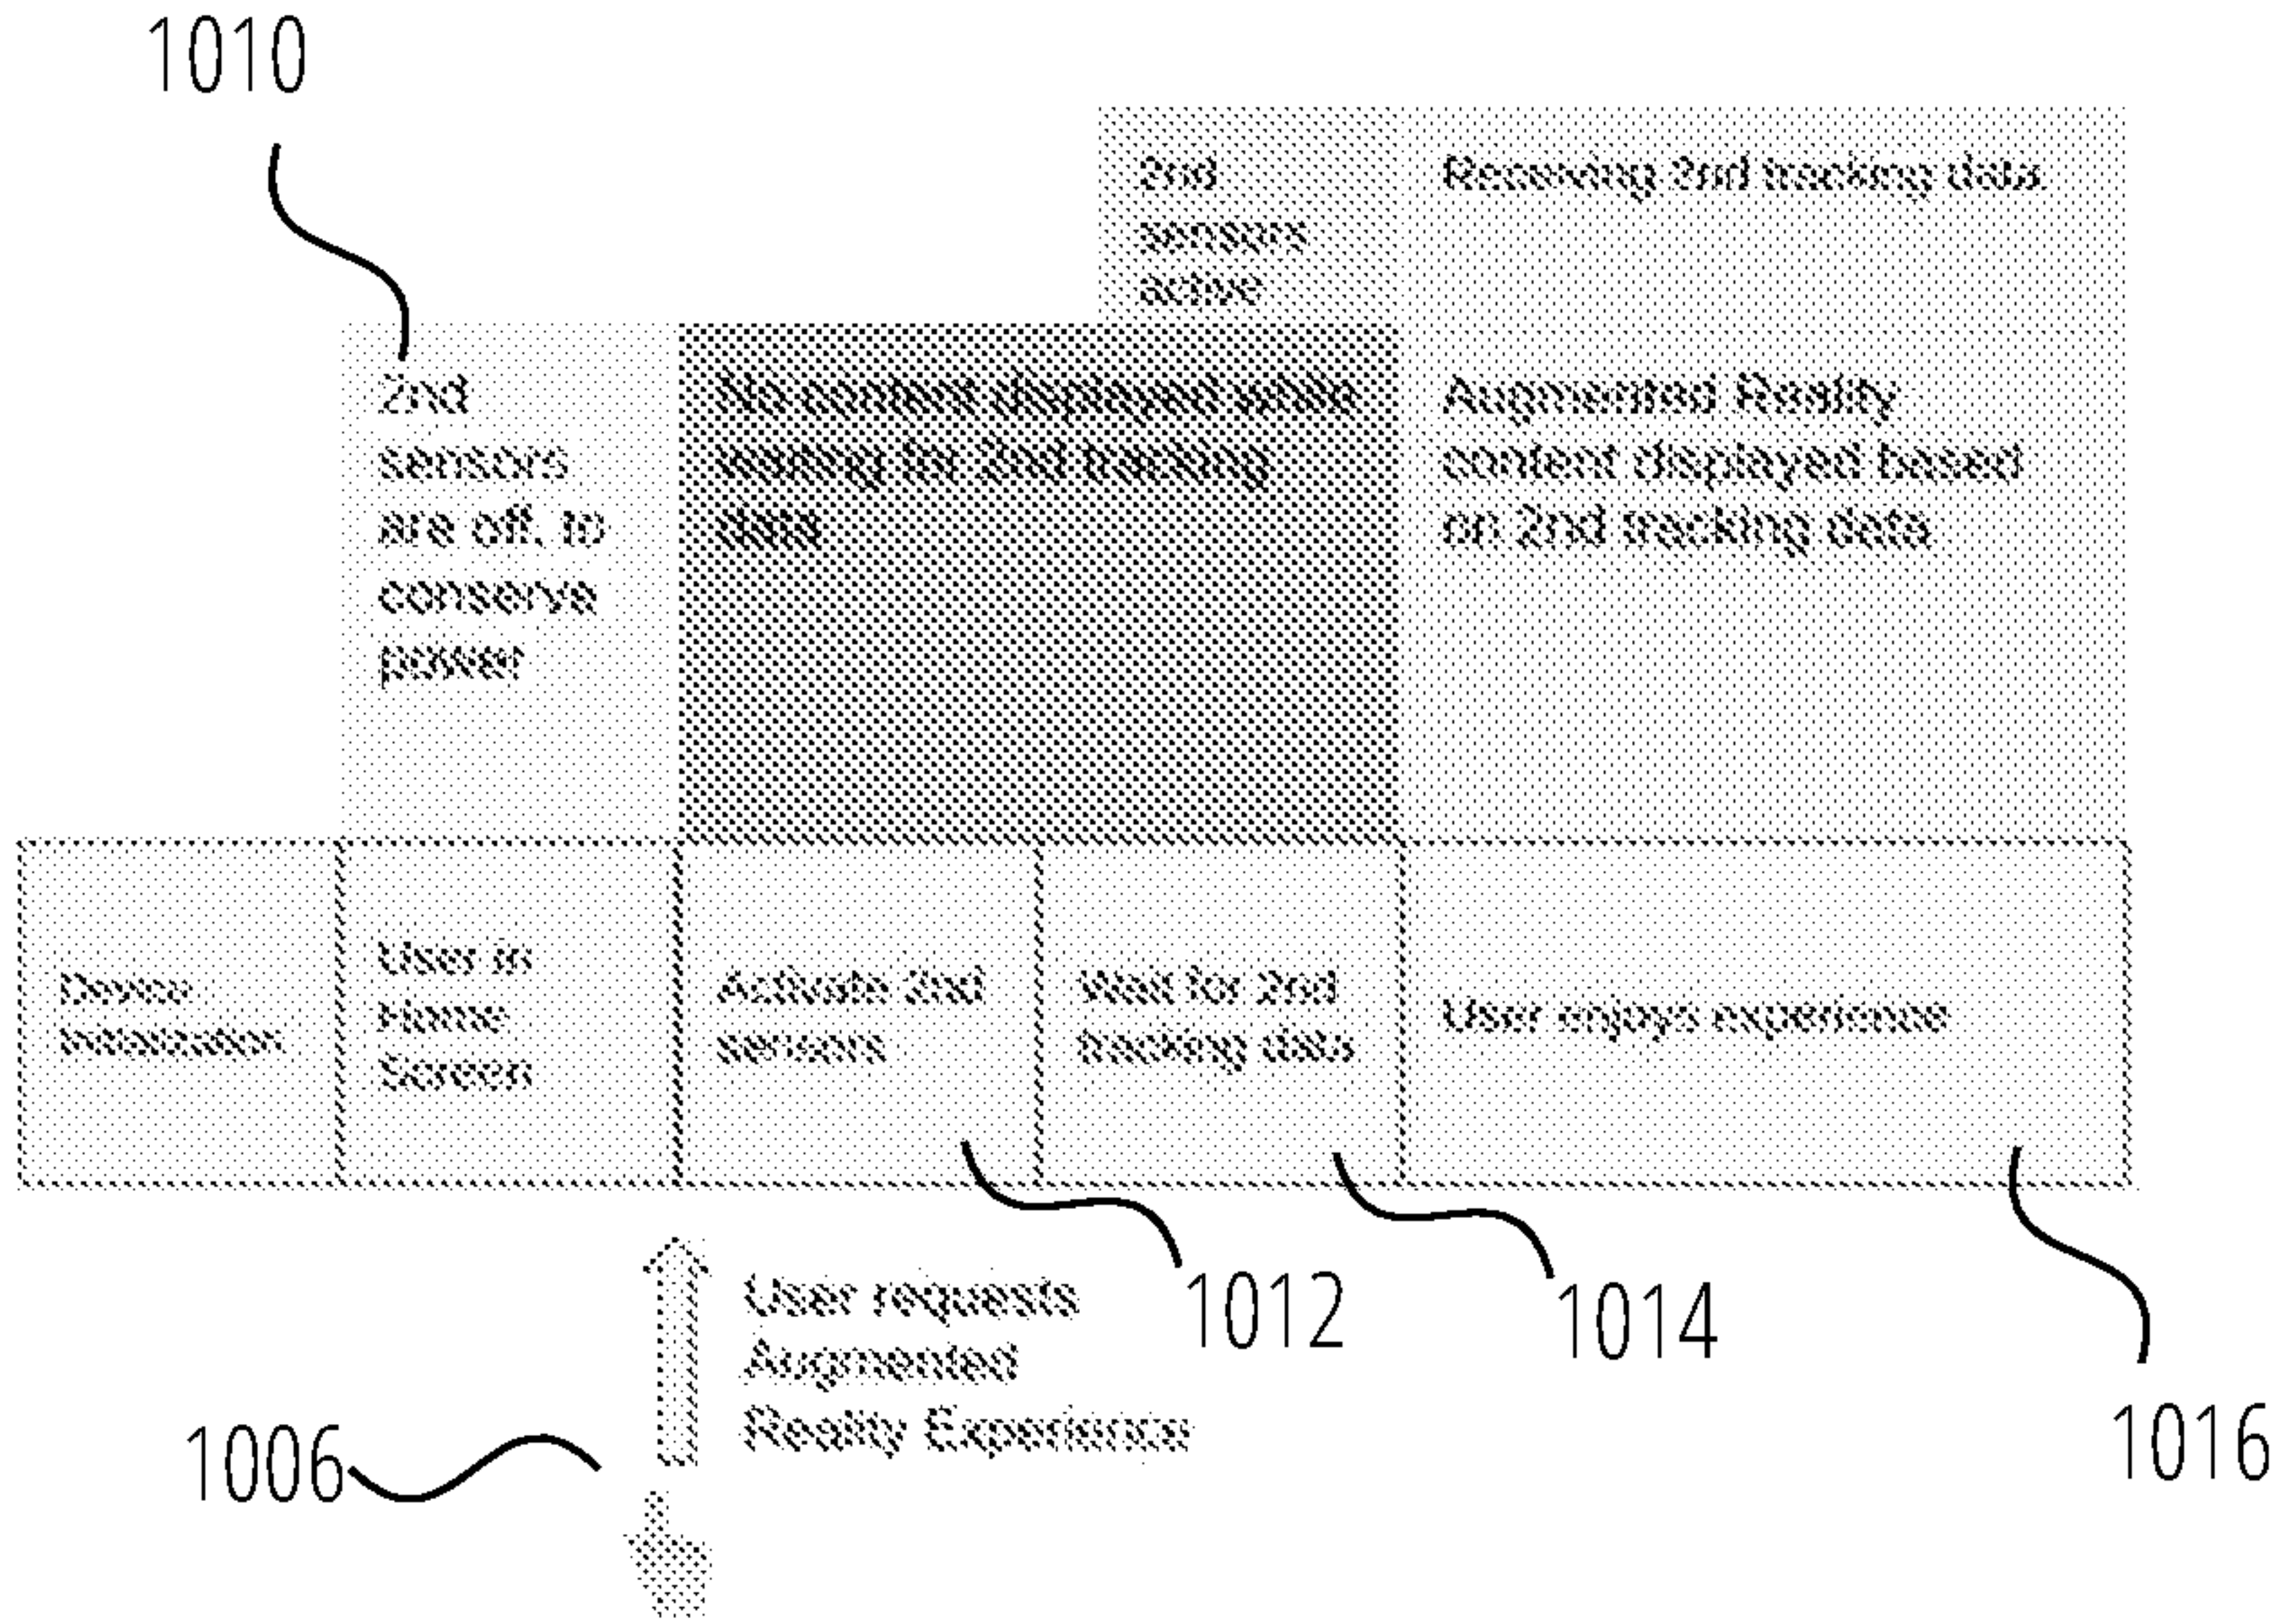 1010
2nd
sensors
active
Receiving 2nd tracking data
2nd
sensors
are off, to
conserve
power
No content displayed while
waiting for 2nd tracking
data
Augmented Reality
content displayed based
on 2nd tracking data
Device
Initialization
User in
Home
Screen
Activate 2nd
sensors
Wait for 2nd
tracking data
User enjoys experience
User requests
Augmented
Reality Experience
1012
1014
1016
1006